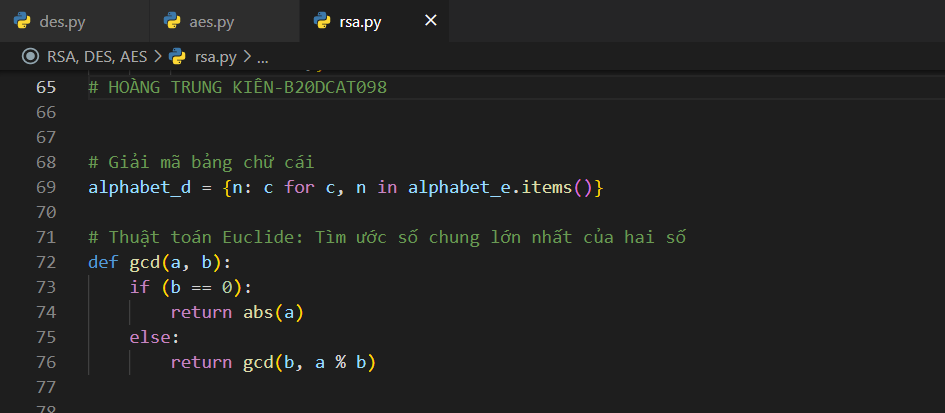 des.py aes.py rsa.py ×
RSA, DES, AES > rsa.py > ...
65 # HOÀNG TRUNG KIÊN-B20DCAT098
66
67
68 # Giải mã bảng chữ cái
69 alphabet_d = {n: c for c, n in alphabet_e.items()}
70
71 # Thuật toán Euclide: Tìm ước số chung lớn nhất của hai số
72 def gcd(a, b):
73     if (b == 0):
74         return abs(a)
75     else:
76         return gcd(b, a % b)
77
78